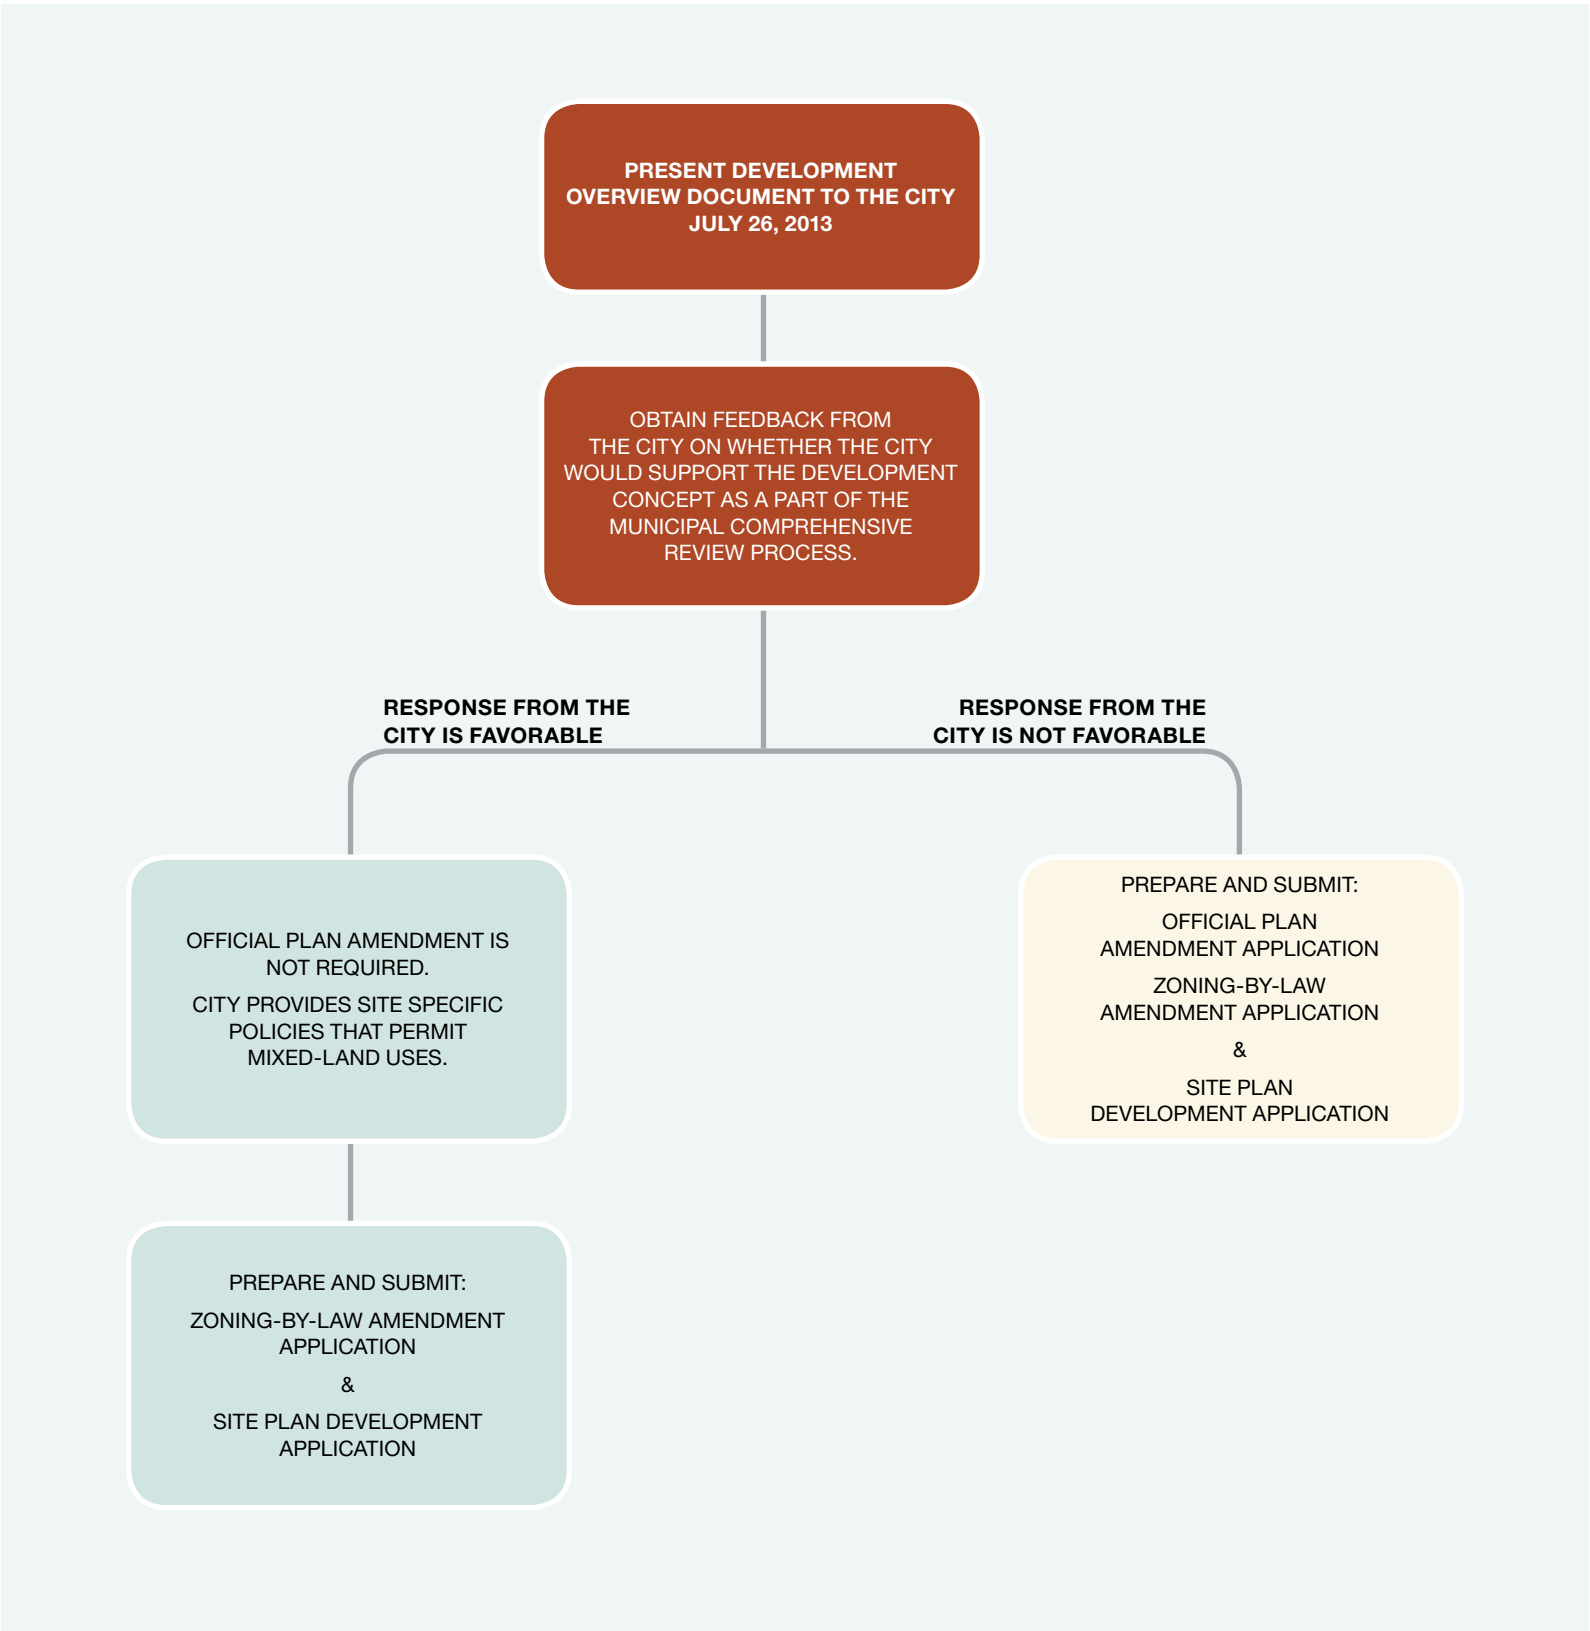 PRESENT DEVELOPMENT
OVERVIEW DOCUMENT TO THE CITY
JULY 26, 2013
OBTAIN FEEDBACK FROM
THE CITY ON WHETHER THE CITY
WOULD SUPPORT THE DEVELOPMENT
CONCEPT AS A PART OF THE
MUNICIPAL COMPREHENSIVE
REVIEW PROCESS.
RESPONSE FROM THE
CITY IS FAVORABLE
RESPONSE FROM THE
CITY IS NOT FAVORABLE
OFFICIAL PLAN AMENDMENT IS
NOT REQUIRED.
CITY PROVIDES SITE SPECIFIC
POLICIES THAT PERMIT
MIXED-LAND USES.
PREPARE AND SUBMIT:
OFFICIAL PLAN
AMENDMENT APPLICATION
ZONING-BY-LAW
AMENDMENT APPLICATION
&
SITE PLAN
DEVELOPMENT APPLICATION
PREPARE AND SUBMIT:
ZONING-BY-LAW AMENDMENT
APPLICATION
&
SITE PLAN DEVELOPMENT
APPLICATION